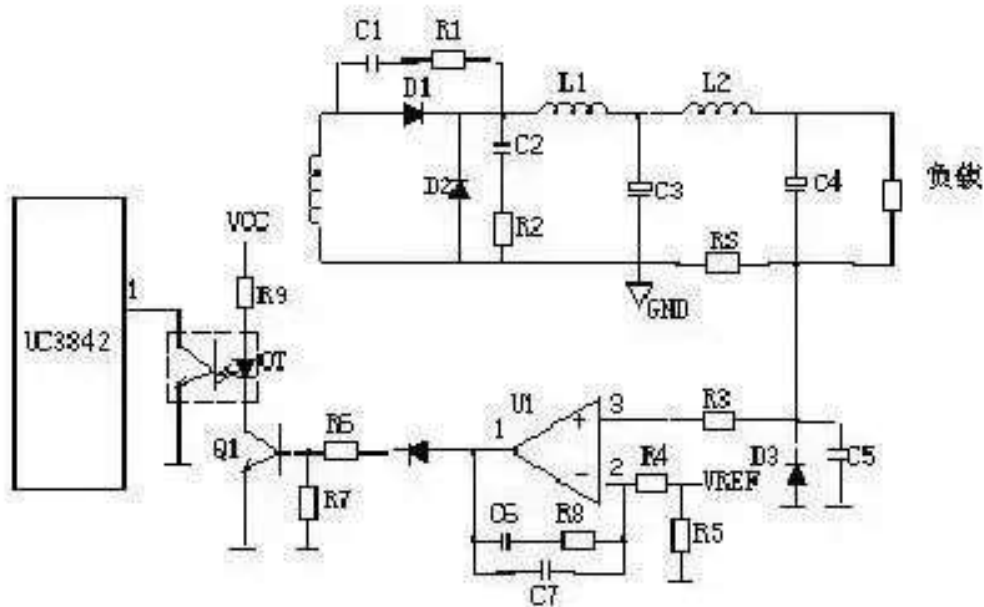 C1
R1
D1
L1
L2
C2
D2
R2
C3
C4
负载
VCC
RS
R9
GND
1
UC3842
OT
U1
3
R3
1
Q1
R6
2
R4
VREF
D3
C5
R7
C6
R8
R5
C7